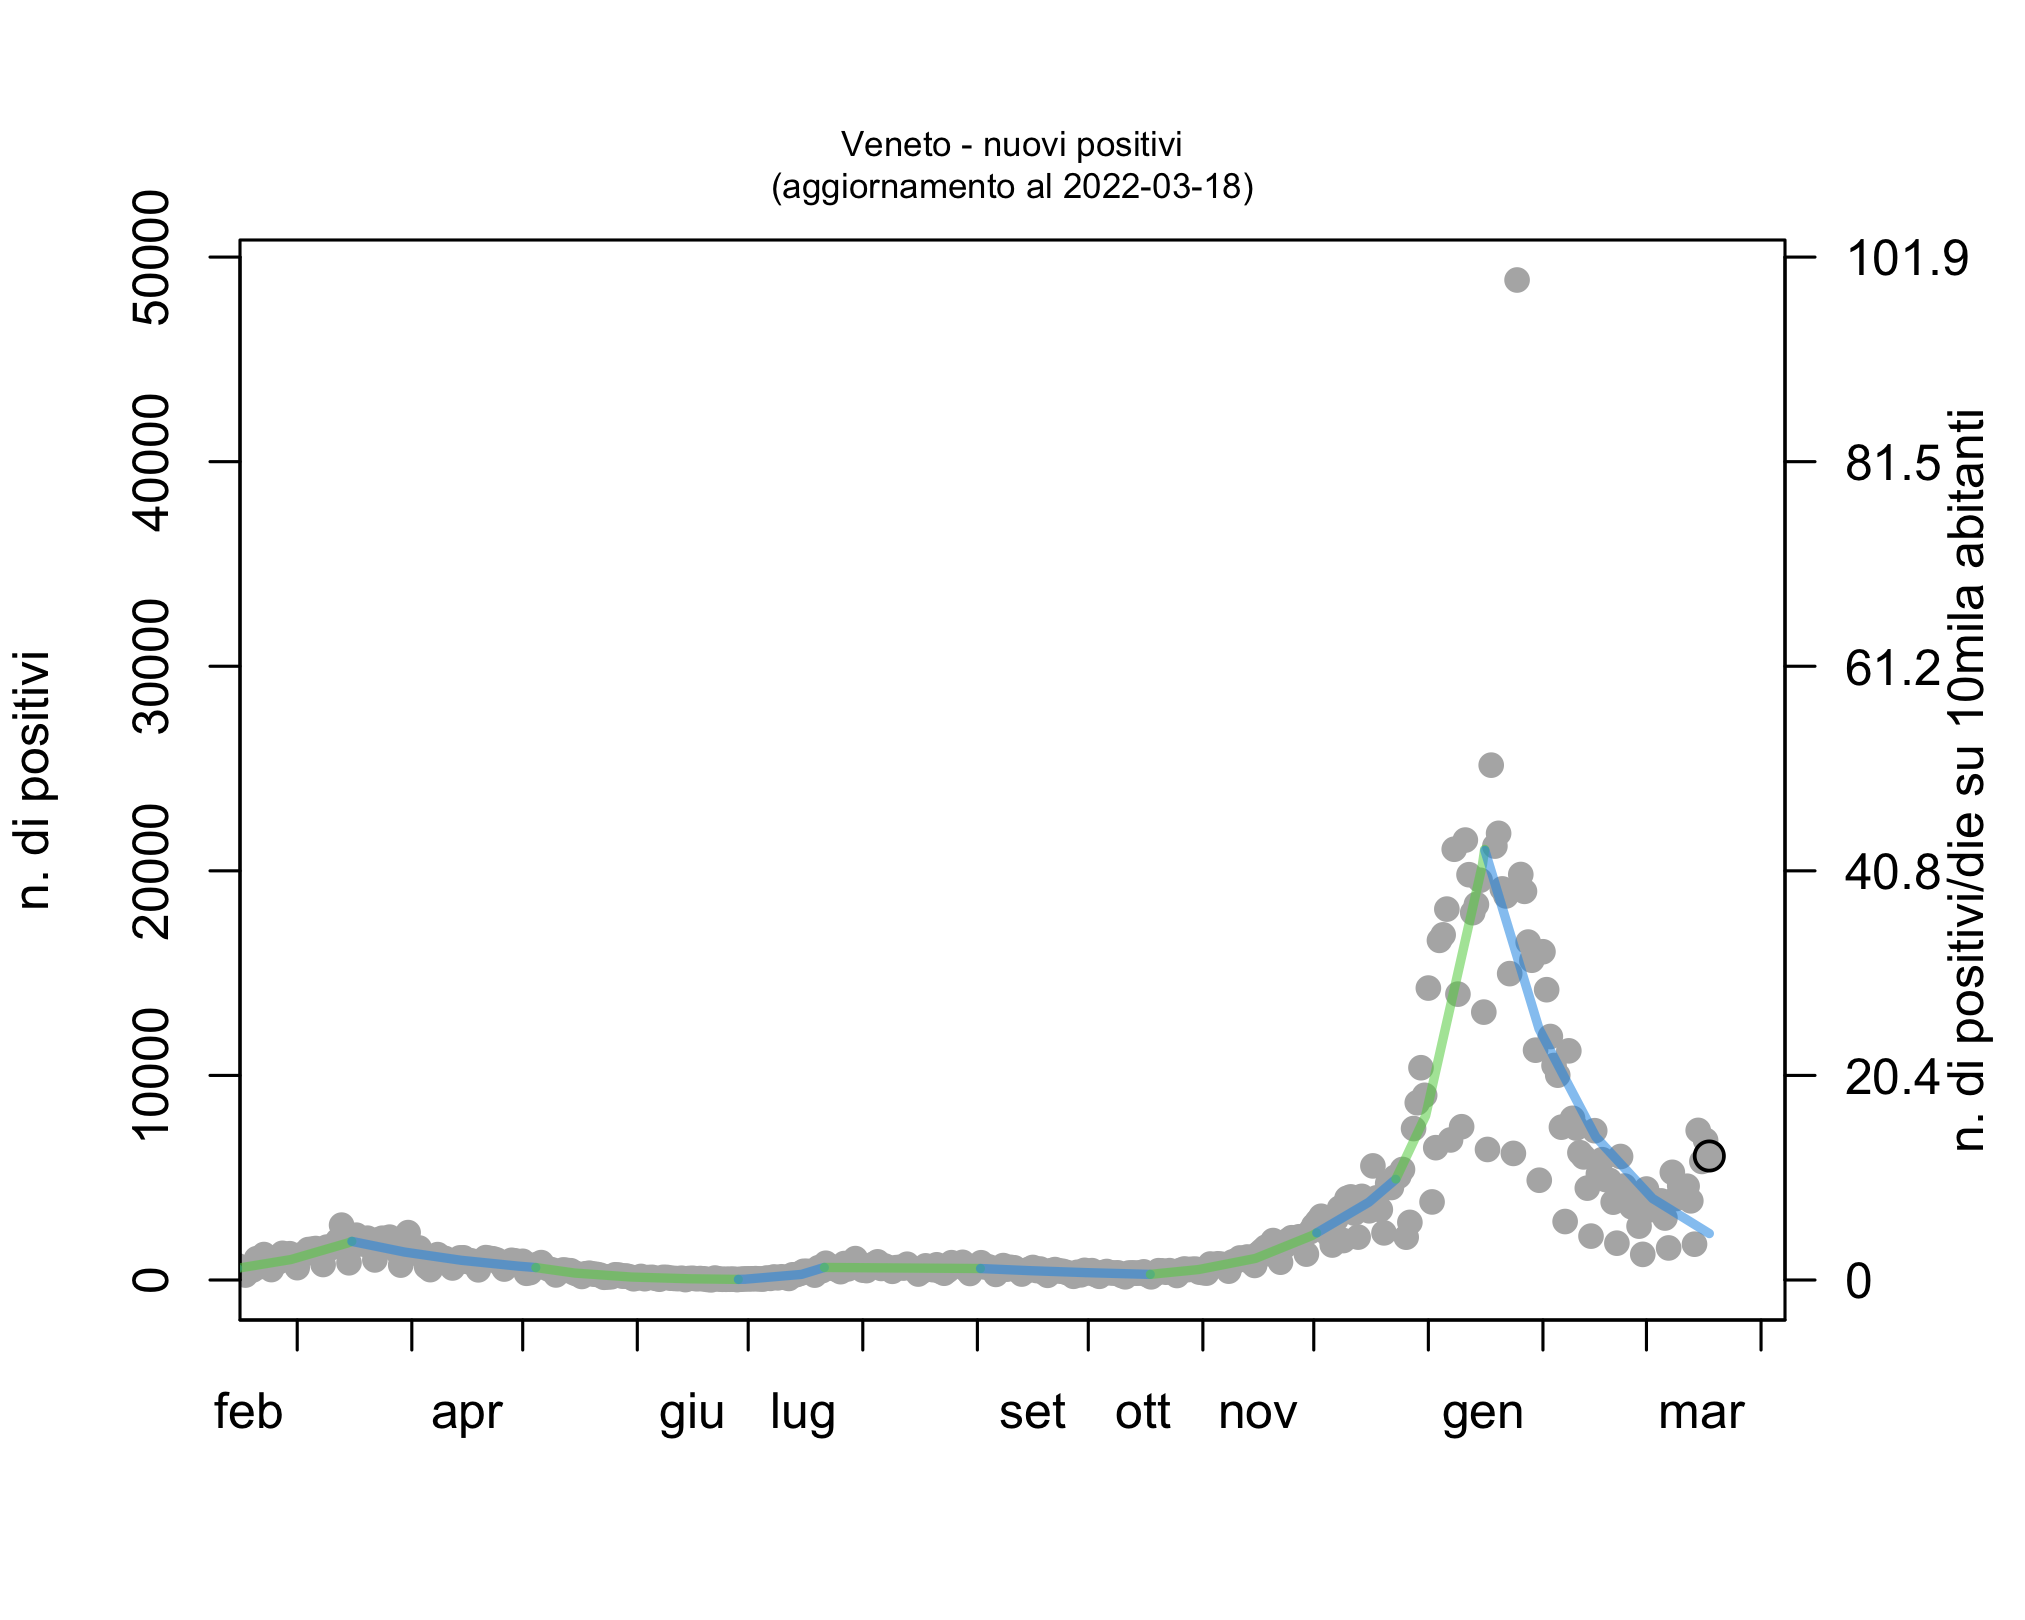 Veneto - nuovi positivi
(aggiornamento al 2022-03-18)
n. di positivi
50000
40000
30000
20000
10000
0
101.9
81.5
61.2
40.8
20.4
0
n. di positivi/die su 10mila abitanti
feb apr giu lug set ott nov gen mar